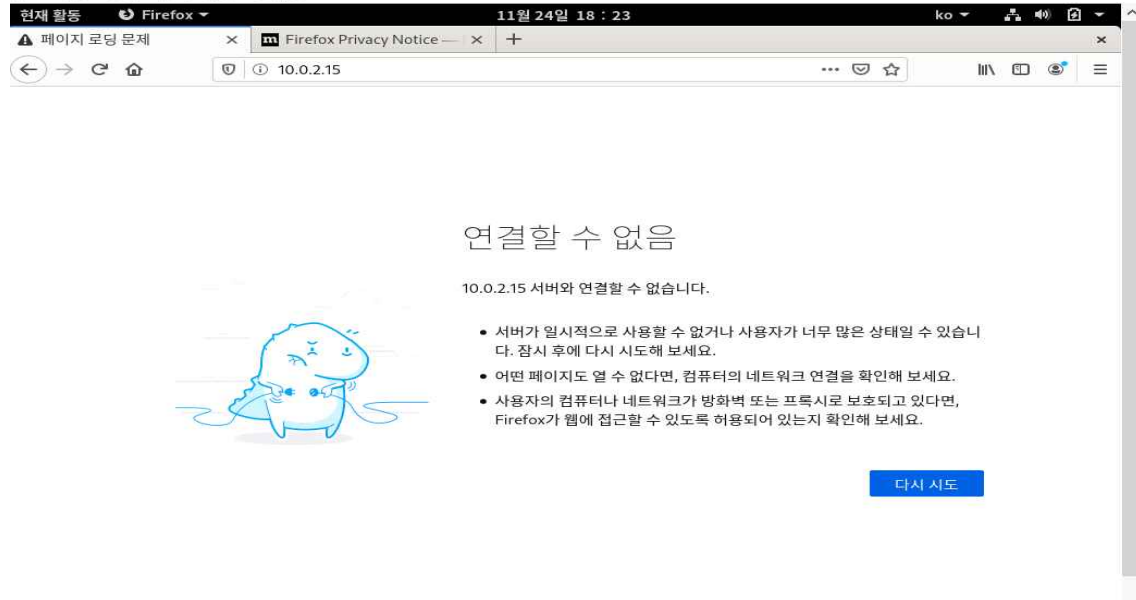 현재 활동 Firefox 11월 24일 18 : 23 ko
페이지 로딩 문제 Firefox Privacy Notice —
10.0.2.15
연결할 수 없음
10.0.2.15 서버와 연결할 수 없습니다.
서버가 일시적으로 사용할 수 없거나 사용자가 너무 많은 상태일 수 있습니
다. 잠시 후에 다시 시도해 보세요.
어떤 페이지도 열 수 없다면, 컴퓨터의 네트워크 연결을 확인해 보세요.
사용자의 컴퓨터나 네트워크가 방화벽 또는 프록시로 보호되고 있다면,
Firefox가 웹에 접근할 수 있도록 허용되어 있는지 확인해 보세요.
다시 시도